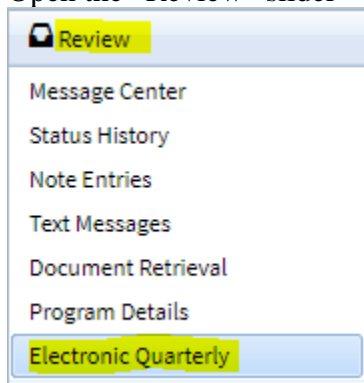 Open the "Review" slider
Review
Message Center
Status History
Note Entries
Text Messages
Document Retrieval
Program Details
Electronic Quarterly